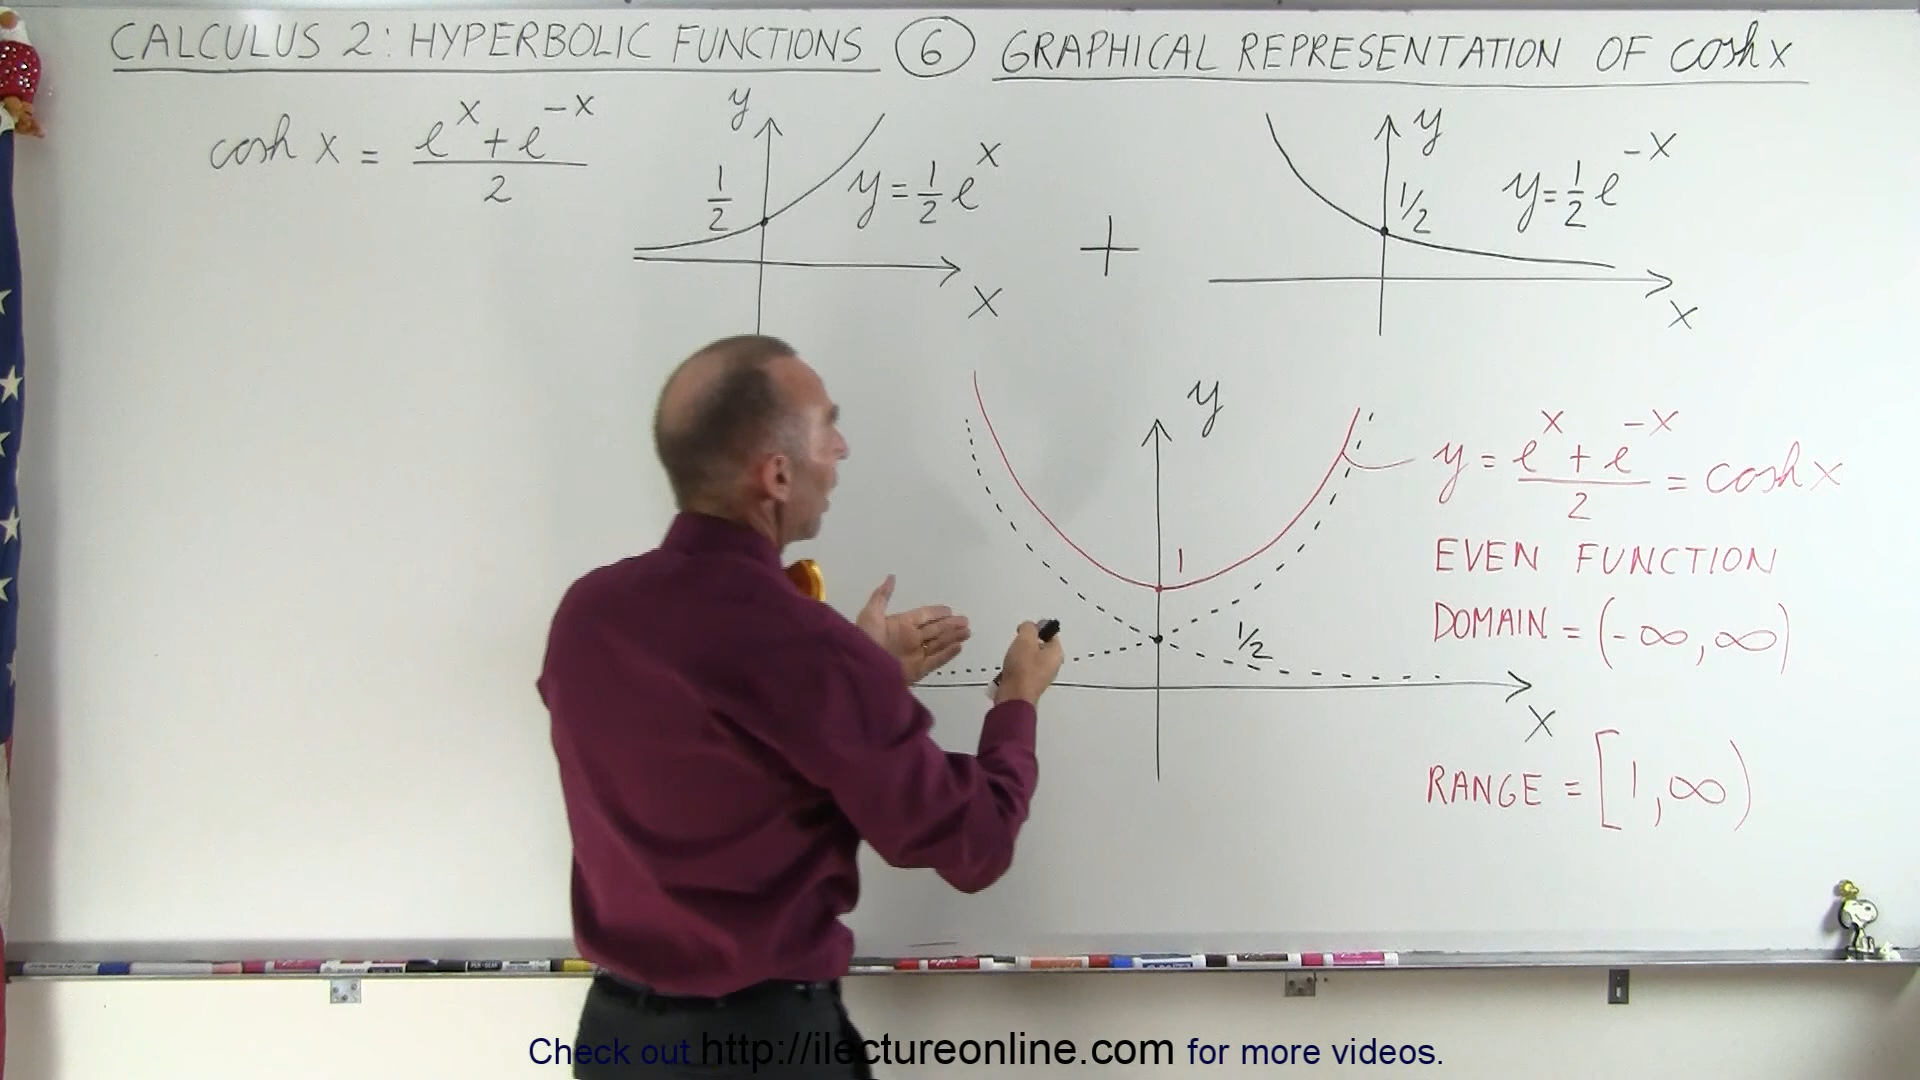 CALCULUS 2: HYPERBOLIC FUNCTIONS ⑥ GRAPHICAL REPRESENTATION OF cosh x
cosh x = (e^x + e^-x)/2
y
1/2
y = 1/2 e^x
x
+
y
1/2
y = 1/2 e^-x
x
y
1
1/2
x
y = (e^x + e^-x)/2 = cosh x
EVEN FUNCTION
DOMAIN = (-∞, ∞)
RANGE = [1, ∞)
Check out http://ilectureonline.com for more videos.